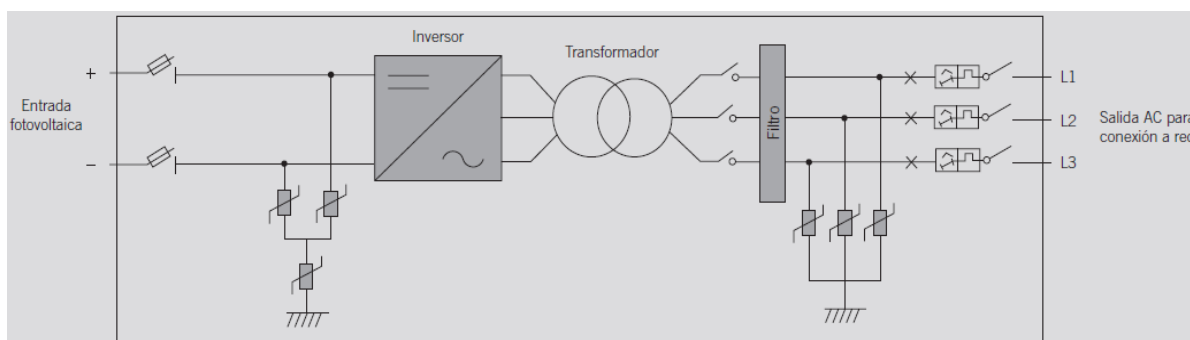 Inversor
Transformador
+
Entrada
fotovoltaica
−
Filtro
L1
L2
L3
Salida AC para
conexión a red